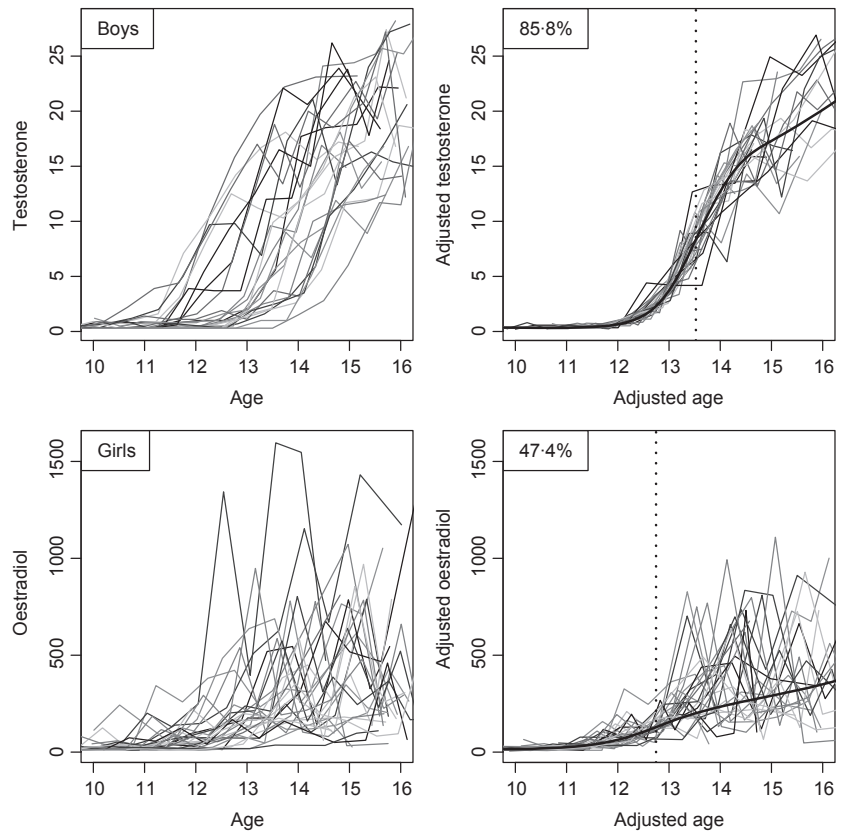 Boys
Testosterone
0 5 10 15 20 25
10 11 12 13 14 15 16
Age
85·8%
Adjusted testosterone
0 5 10 15 20 25
10 11 12 13 14 15 16
Adjusted age
Girls
Oestradiol
0 500 1000 1500
10 11 12 13 14 15 16
Age
47·4%
Adjusted oestradiol
0 500 1000 1500
10 11 12 13 14 15 16
Adjusted age